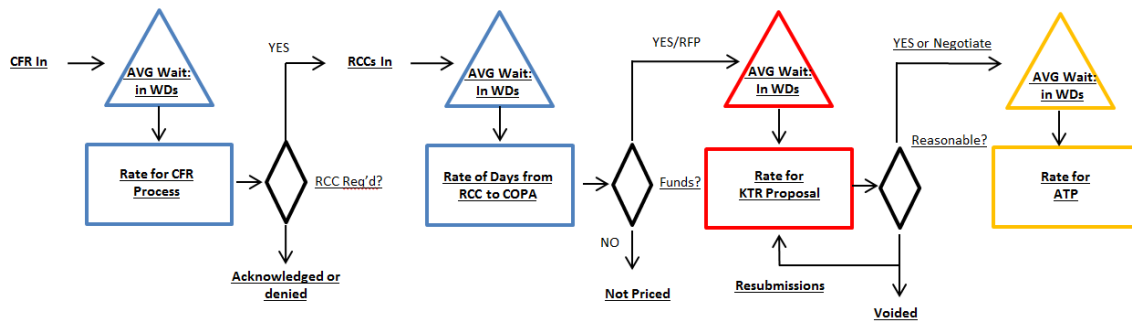 CFR In
AVG Wait:
in WDs
Rate for CFR
Process
YES
RCC Req'd?
Acknowledged or
denied
RCCs In
AVG Wait:
In WDs
Rate of Days from
RCC to COPA
YES/RFP
Funds?
NO
Not Priced
AVG Wait:
In WDs
Rate for
KTR Proposal
Resubmissions
YES or Negotiate
Reasonable?
Voided
AVG Wait:
in WDs
Rate for
ATP